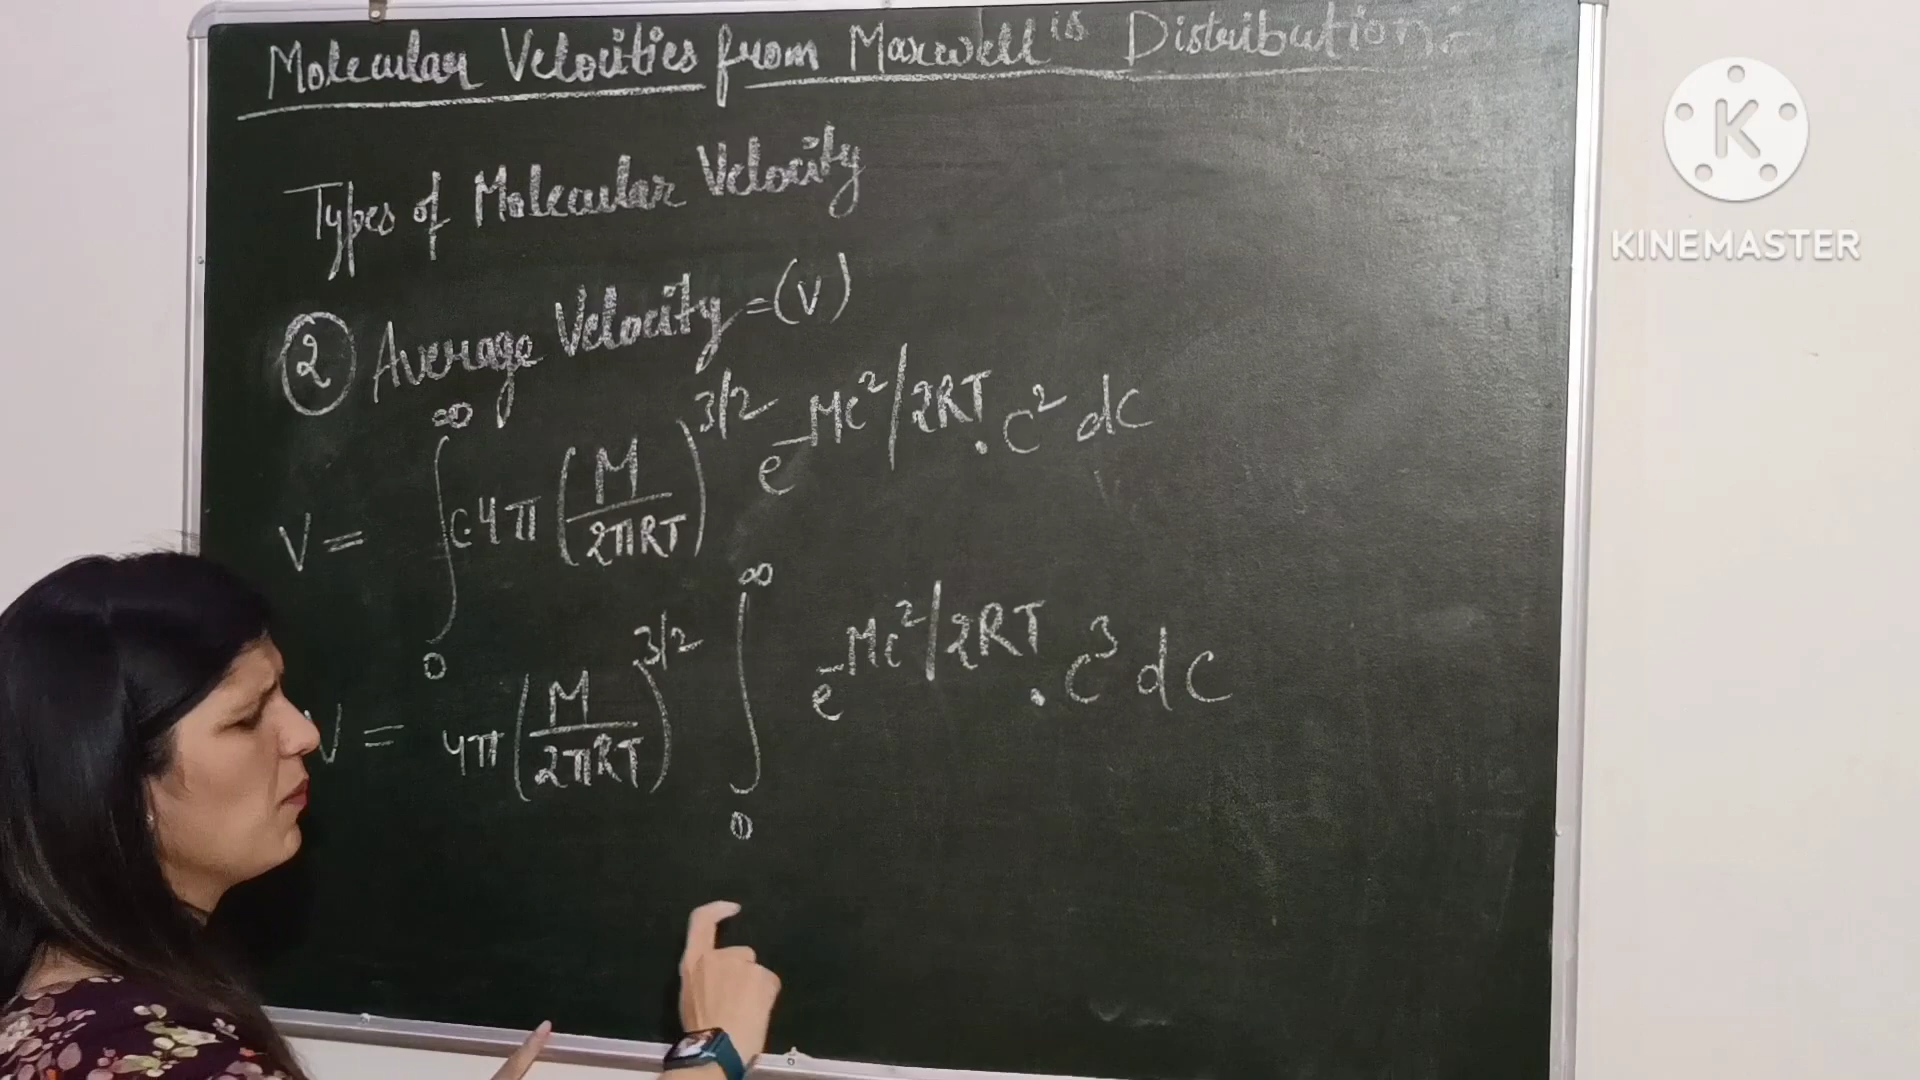 Molecular Velocities from Maxwell's Distribution:-
Types of Molecular Velocity
② Average Velocity = (V)
V = ∫₀^∞ c·4π (M/2πRT)^3/2 e^-Mc²/2RT . C² dC
V = 4π (M/2πRT)^3/2 ∫₀^∞ e^-Mc²/2RT . C³ dC
K
KINEMASTER